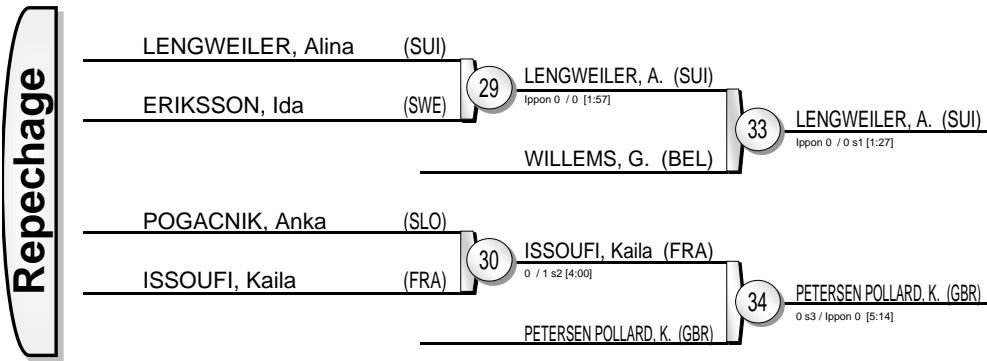 Repechage
LENGWEILER, Alina (SUI)
ERIKSSON, Ida (SWE)
29
LENGWEILER, A. (SUI)
Ippon 0 / 0 [1:57]
WILLEMS, G. (BEL)
33
LENGWEILER, A. (SUI)
Ippon 0 / 0 s1 [1:27]
POGACNIK, Anka (SLO)
ISSOUFI, Kaila (FRA)
30
ISSOUFI, Kaila (FRA)
0 / 1 s2 [4:00]
PETERSEN POLLARD, K. (GBR)
34
PETERSEN POLLARD, K. (GBR)
0 s3 / Ippon 0 [5:14]